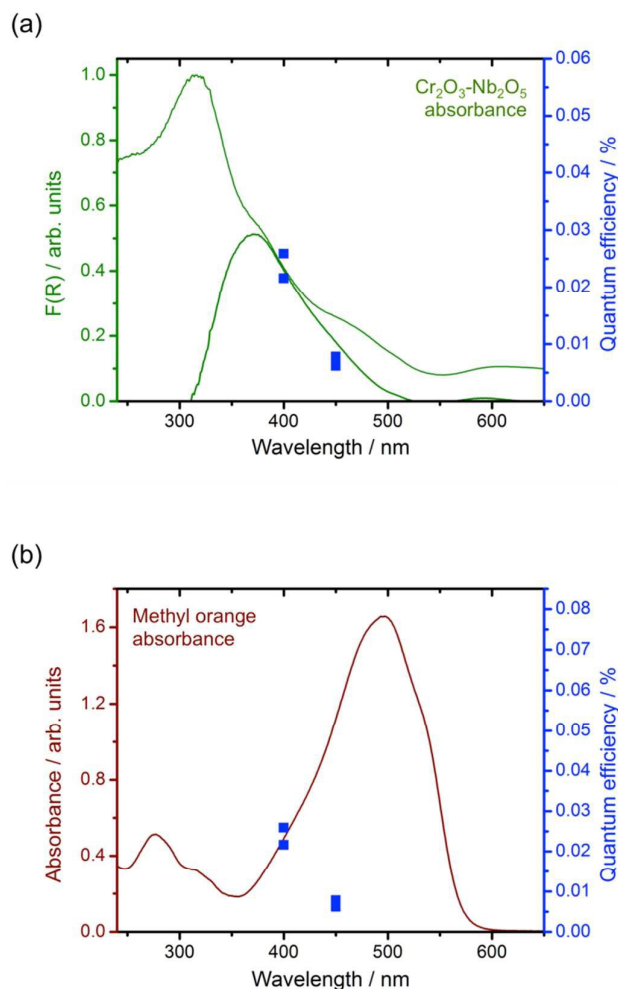 (a)
Cr₂O₃-Nb₂O₅
absorbance
F(R) / arb. units
1.0
0.8
0.6
0.4
0.2
0.0
300
400
500
600
Wavelength / nm
0.06
0.05
0.04
0.03
0.02
0.01
0.00
Quantum efficiency / %
(b)
Methyl orange
absorbance
Absorbance / arb. units
1.6
1.2
0.8
0.4
0.0
300
400
500
600
Wavelength / nm
0.08
0.07
0.06
0.05
0.04
0.03
0.02
0.01
0.00
Quantum efficiency / %